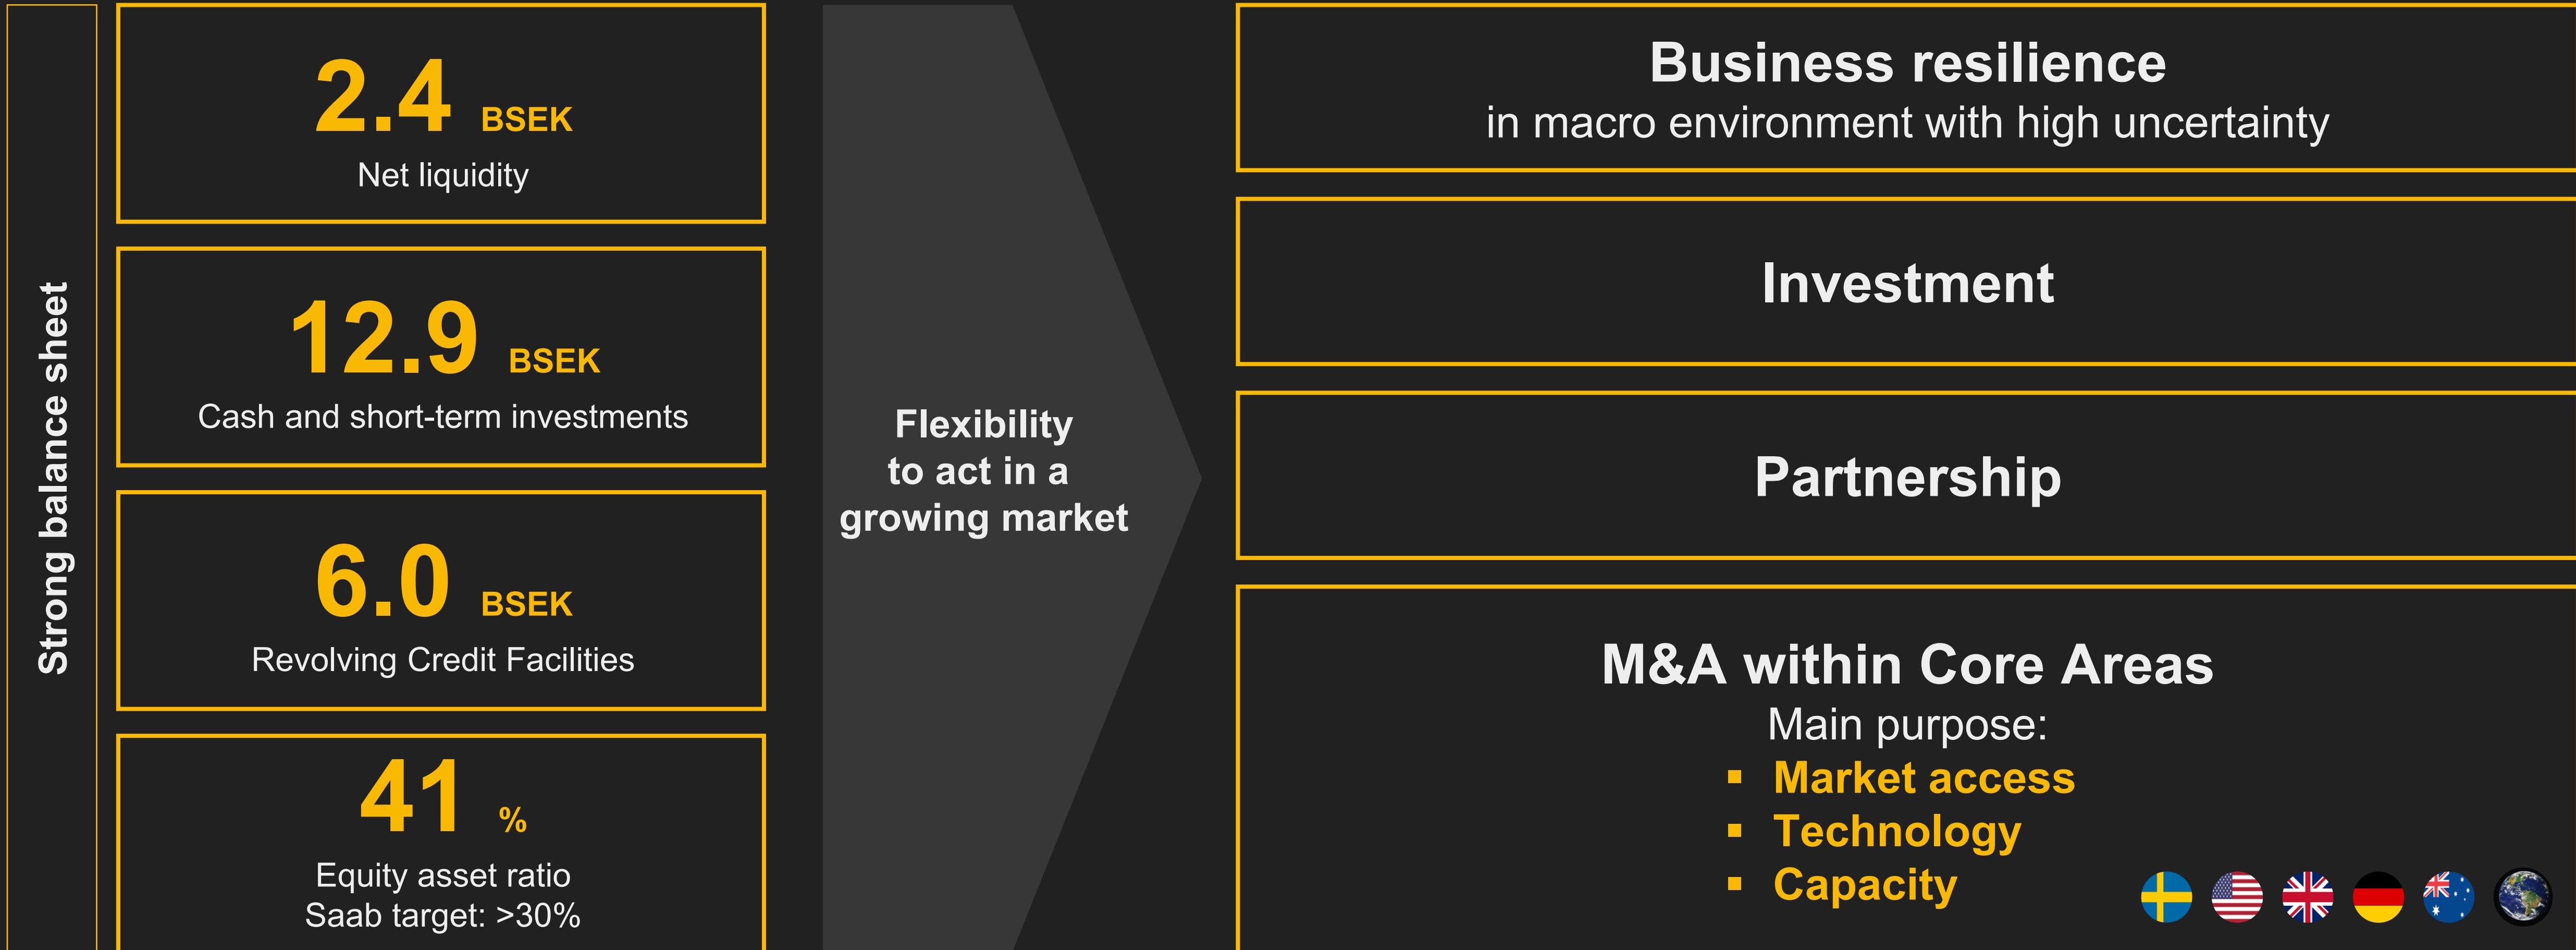 Strong balance sheet
2.4 BSEK
Net liquidity
12.9 BSEK
Cash and short-term investments
6.0 BSEK
Revolving Credit Facilities
41 %
Equity asset ratio
Saab target: >30%
Flexibility
to act in a
growing market
Business resilience
in macro environment with high uncertainty
Investment
Partnership
M&A within Core Areas
Main purpose:
▪ Market access
▪ Technology
▪ Capacity